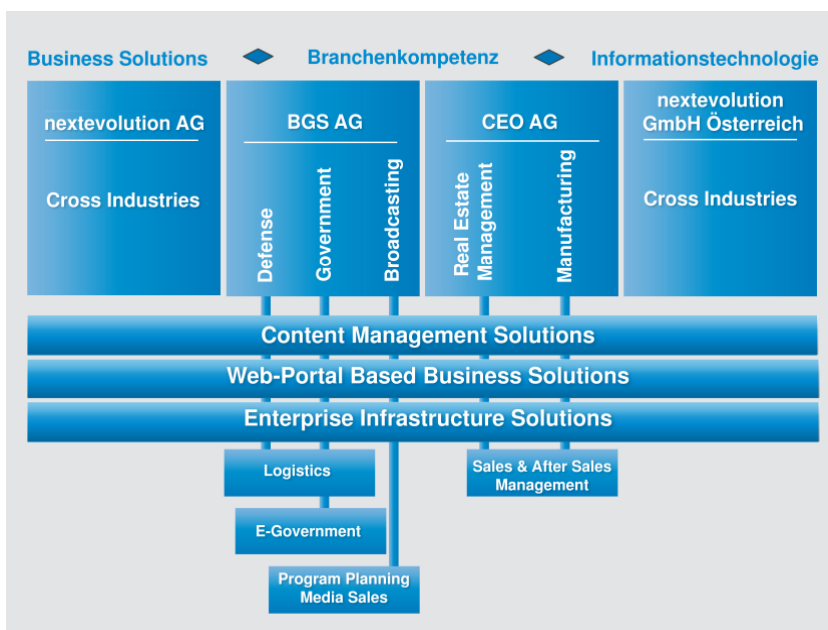 Business Solutions
Branchenkompetenz
Informationstechnologie
nextevolution AG
Cross Industries
BGS AG
Defense
Government
Broadcasting
CEO AG
Real Estate
Management
Manufacturing
nextevolution
GmbH Österreich
Cross Industries
Content Management Solutions
Web-Portal Based Business Solutions
Enterprise Infrastructure Solutions
Logistics
Sales & After Sales
Management
E-Government
Program Planning
Media Sales